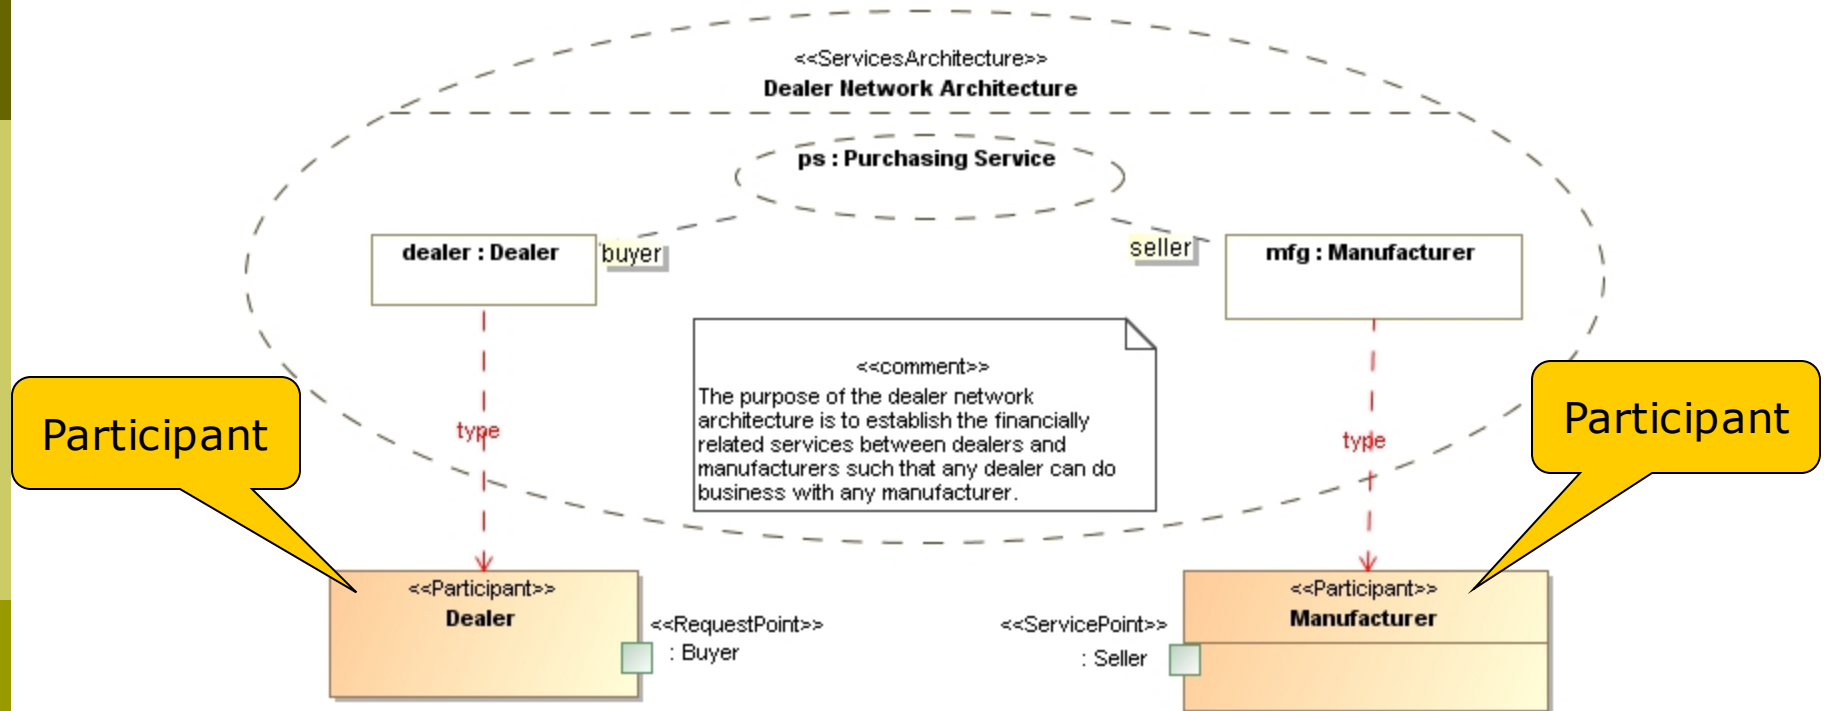 <<ServicesArchitecture>>
Dealer Network Architecture
ps : Purchasing Service
dealer : Dealer
buyer
seller
mfg : Manufacturer
<<comment>>
The purpose of the dealer network
architecture is to establish the financially
related services between dealers and
manufacturers such that any dealer can do
business with any manufacturer.
Participant
Participant
type
type
<<Participant>>
Dealer
<<RequestPoint>>
: Buyer
<<ServicePoint>>
: Seller
<<Participant>>
Manufacturer